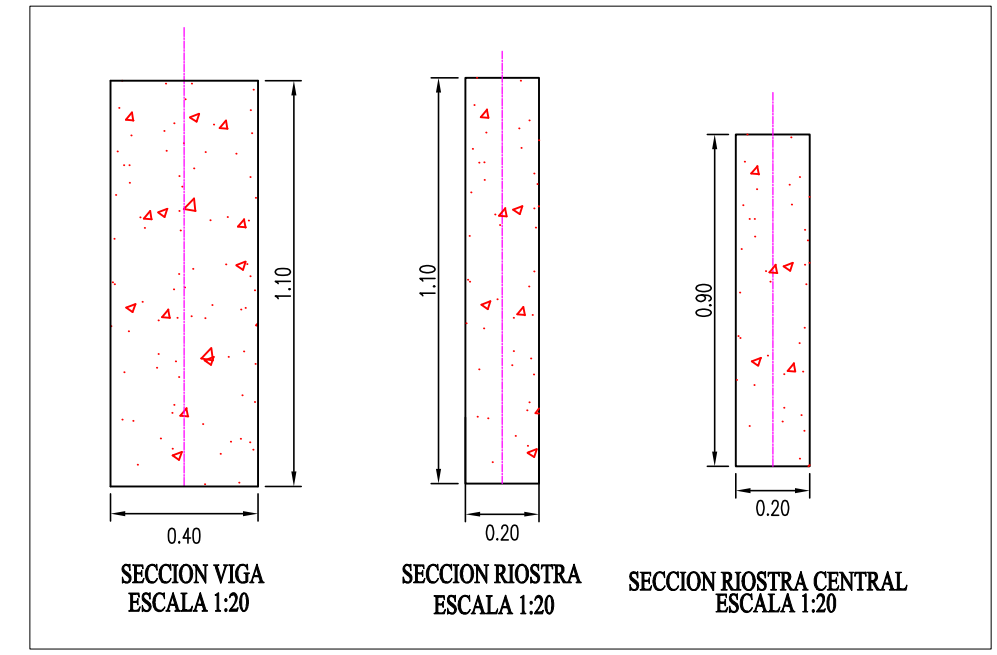 1.10
0.40
SECCION VIGA
ESCALA 1:20
1.10
0.20
SECCION RIOSTRA
ESCALA 1:20
0.90
0.20
SECCION RIOSTRA CENTRAL
ESCALA 1:20